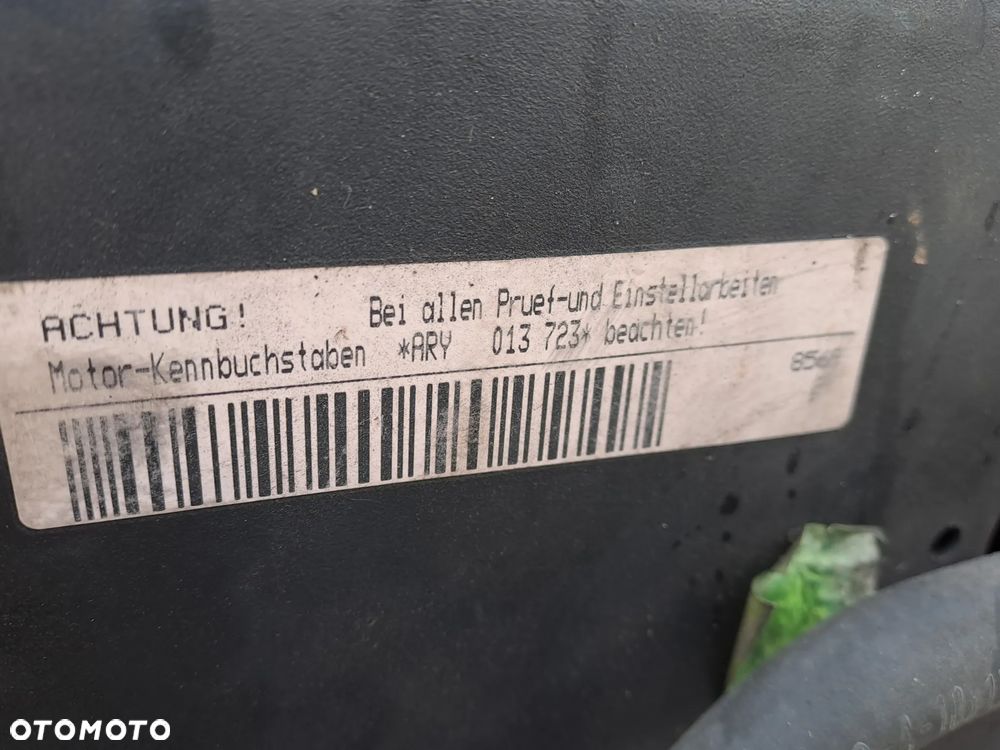 ACHTUNG! Bei allen Pruef-und Einstellarbeiten
Motor-Kennbuchstaben *ARY 013 723* beachten!
OTOMOTO